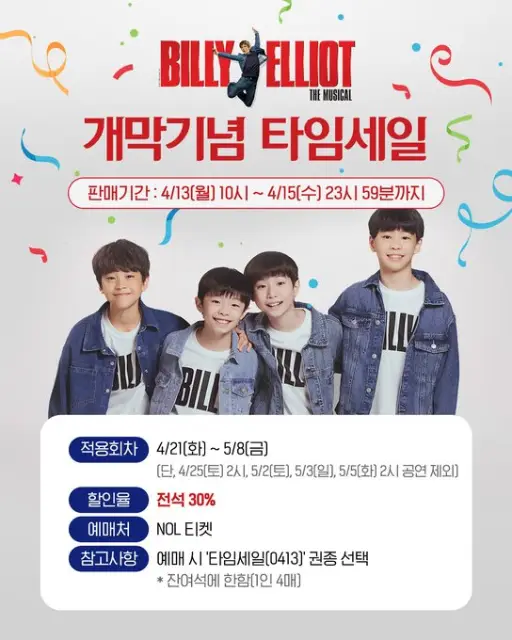 BILLY ELLIOT
THE MUSICAL
개막기념 타임세일
판매기간 : 4/13(월) 10시 ~ 4/15(수) 23시 59분까지
BILLY
BILLY
BILL
BILLY
적용회차 4/21(화) ~ 5/8(금)
(단, 4/25(토) 2시, 5/2(토), 5/3(일), 5/5(화) 2시 공연 제외)
할인율 전석 30%
예매처 NOL 티켓
참고사항 예매 시 '타임세일(0413)' 권종 선택
* 잔여석에 한함(1인 4매)